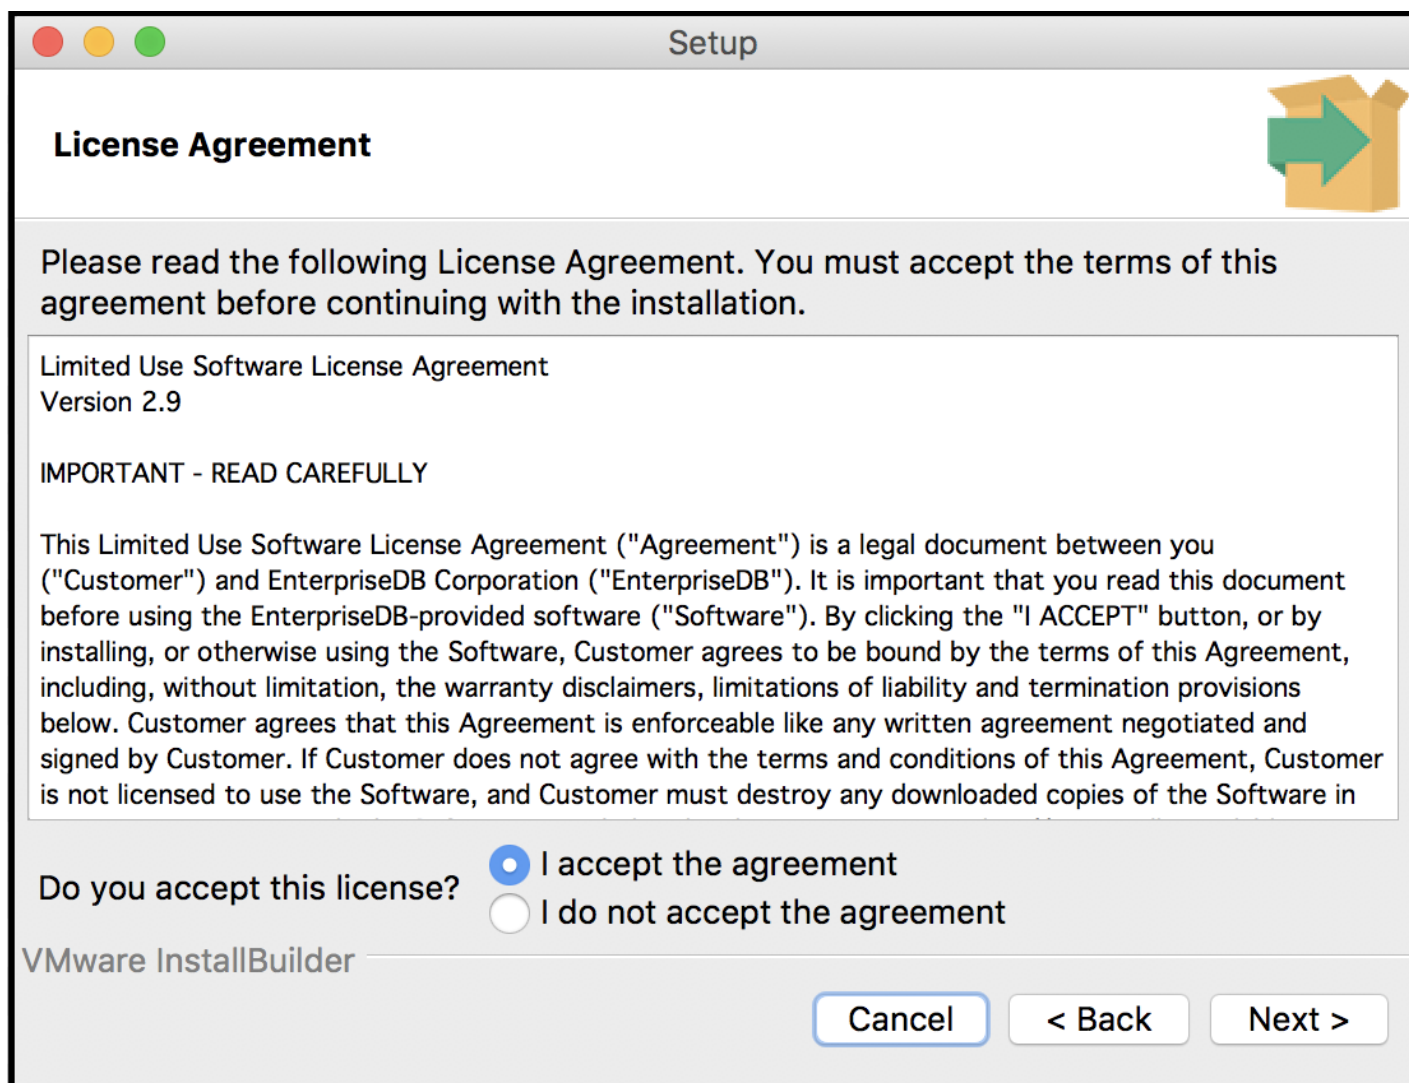 Setup
License Agreement
Please read the following License Agreement. You must accept the terms of this
agreement before continuing with the installation.
Limited Use Software License Agreement
Version 2.9
IMPORTANT - READ CAREFULLY
This Limited Use Software License Agreement ("Agreement") is a legal document between you
("Customer") and EnterpriseDB Corporation ("EnterpriseDB"). It is important that you read this document
before using the EnterpriseDB-provided software ("Software"). By clicking the "I ACCEPT" button, or by
installing, or otherwise using the Software, Customer agrees to be bound by the terms of this Agreement,
including, without limitation, the warranty disclaimers, limitations of liability and termination provisions
below. Customer agrees that this Agreement is enforceable like any written agreement negotiated and
signed by Customer. If Customer does not agree with the terms and conditions of this Agreement, Customer
is not licensed to use the Software, and Customer must destroy any downloaded copies of the Software in
Do you accept this license?
I accept the agreement
I do not accept the agreement
VMware InstallBuilder
Cancel
< Back
Next >